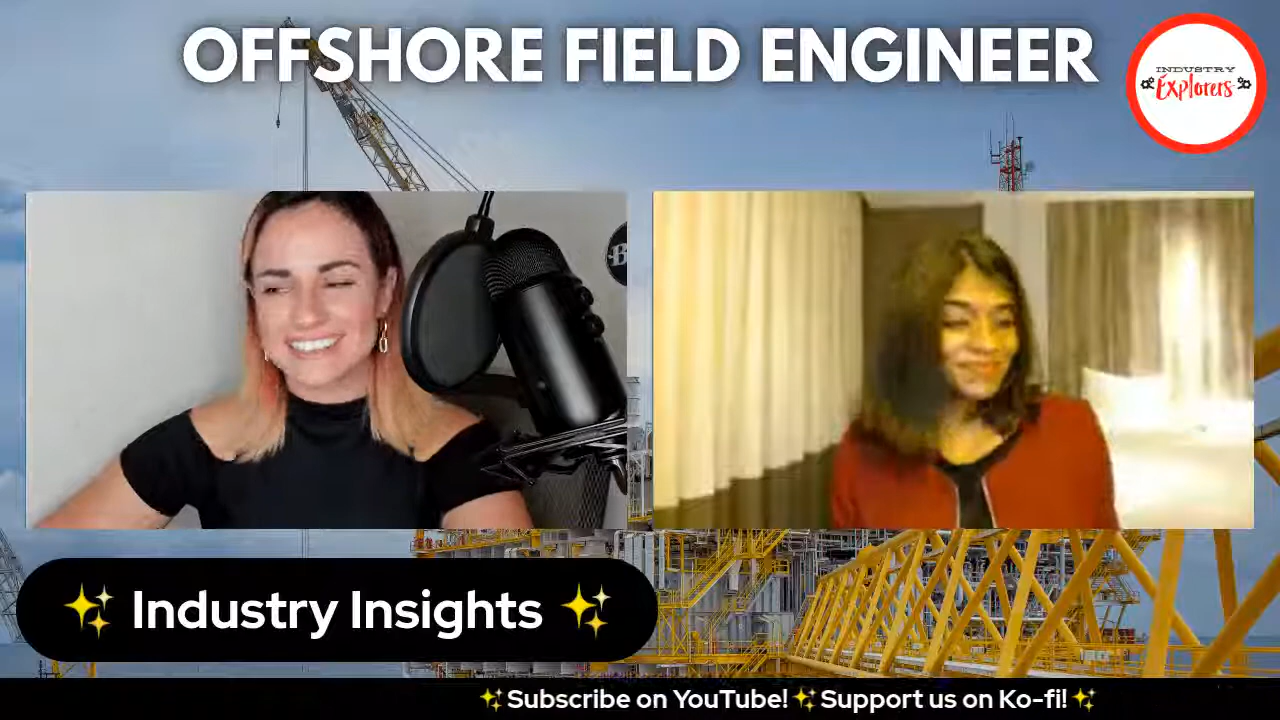 OFFSHORE FIELD ENGINEER
INDUSTRY
Explorers
B
✨ Industry Insights ✨
✨Subscribe on YouTube!✨Support us on Ko-fi!✨